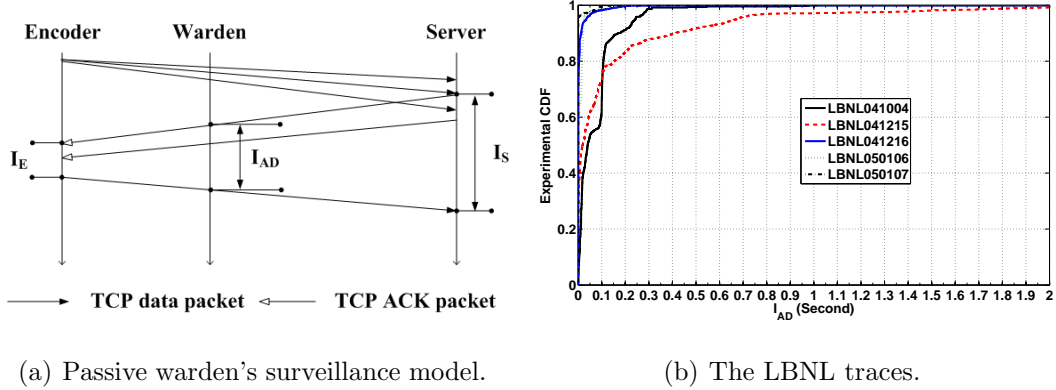 Encoder Warden Server
I_E
I_AD
I_S
TCP data packet TCP ACK packet
(a) Passive warden's surveillance model.
Experimental CDF
1
0.8
0.6
0.4
0.2
0
LBNL041004
LBNL041215
LBNL041216
LBNL050106
LBNL050107
0 0.1 0.2 0.3 0.4 0.5 0.6 0.7 0.8 0.9 1 1.1 1.2 1.3 1.4 1.5 1.6 1.7 1.8 1.9 2
I_AD (Second)
(b) The LBNL traces.